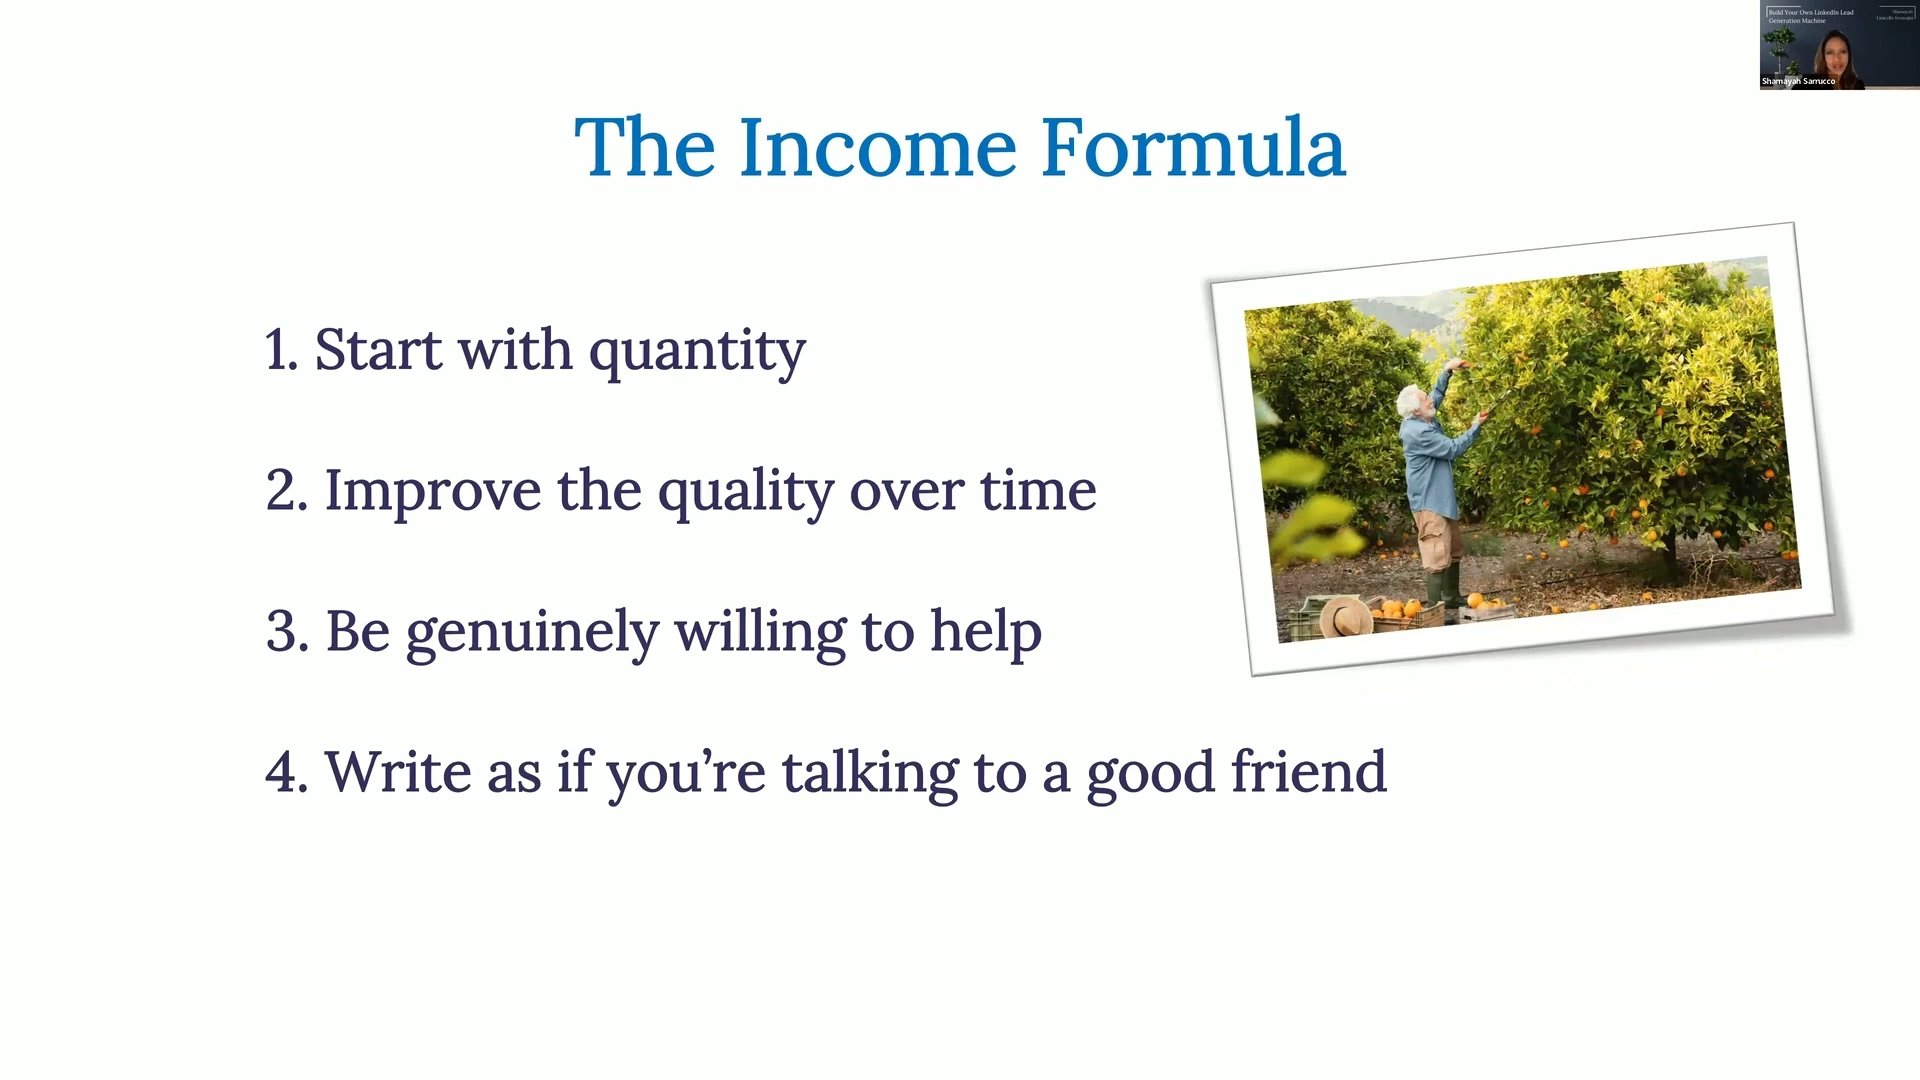 Build Your Own LinkedIn Lead
Generation Machine
Shamayah Sarrucco
The Income Formula
1. Start with quantity
2. Improve the quality over time
3. Be genuinely willing to help
4. Write as if you’re talking to a good friend